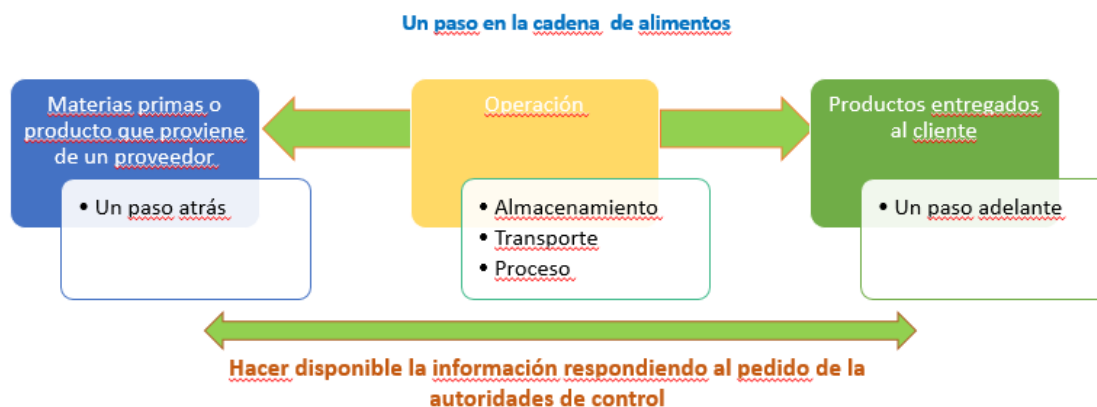 Un paso en la cadena de alimentos
Materias primas o
producto que proviene
de un proveedor
Operación
Productos entregados
al cliente
• Un paso atrás
• Almacenamiento
• Transporte
• Proceso
• Un paso adelante
Hacer disponible la información respondiendo al pedido de la
autoridades de control